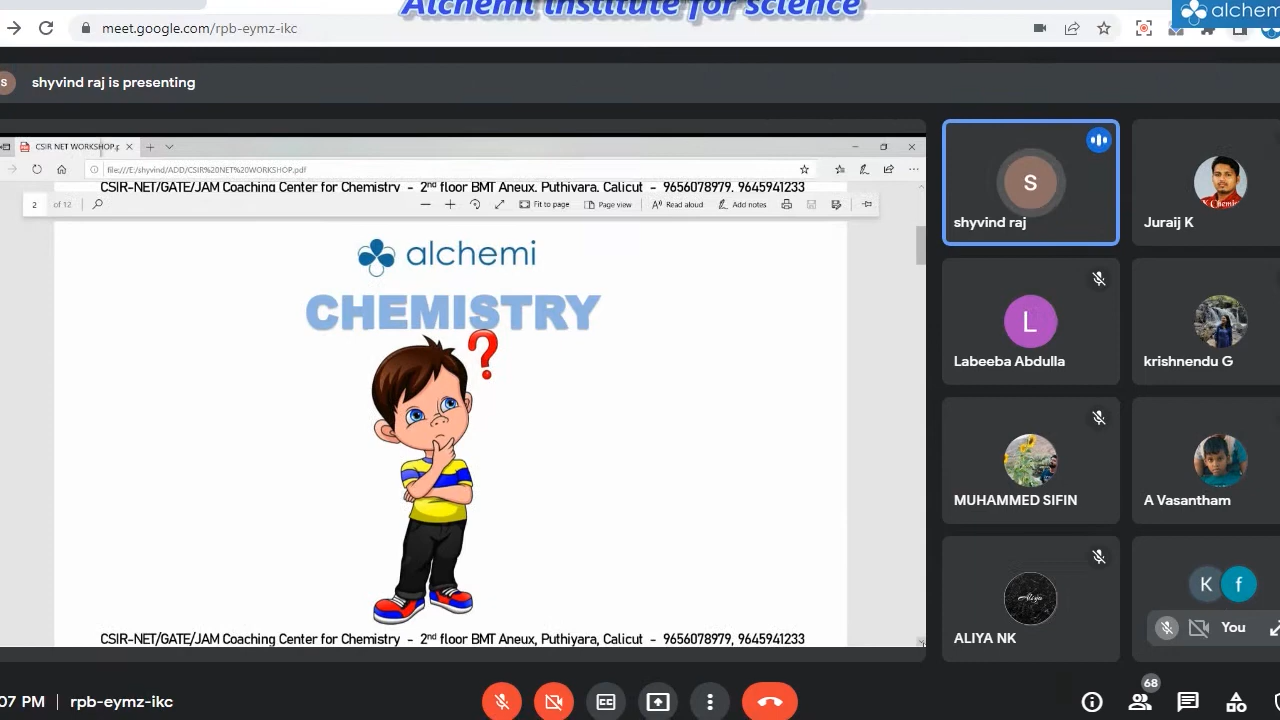 Alchemi institute for science
alchem
meet.google.com/rpb-eymz-ikc
S
shyvind raj is presenting
CSIR NET WORKSHOP.p
file:///E:/shyvind/ADD/CSIR%20NET%20WORKSHOP.pdf
CSIR-NET/GATE/JAM Coaching Center for Chemistry - 2nd floor BMT Aneux, Puthiyara, Calicut - 9656078979, 9645941233
2 of 12
Fit to page
Page view
Read aloud
Add notes
alchemi
CHEMISTRY
?
CSIR-NET/GATE/JAM Coaching Center for Chemistry - 2nd floor BMT Aneux, Puthiyara, Calicut - 9656078979, 9645941233
S
shyvind raj
Juraij K
L
Labeeba Abdulla
krishnendu G
MUHAMMED SIFIN
A Vasantham
Aliya
ALIYA NK
K
f
You
07 PM | rpb-eymz-ikc
CC
68